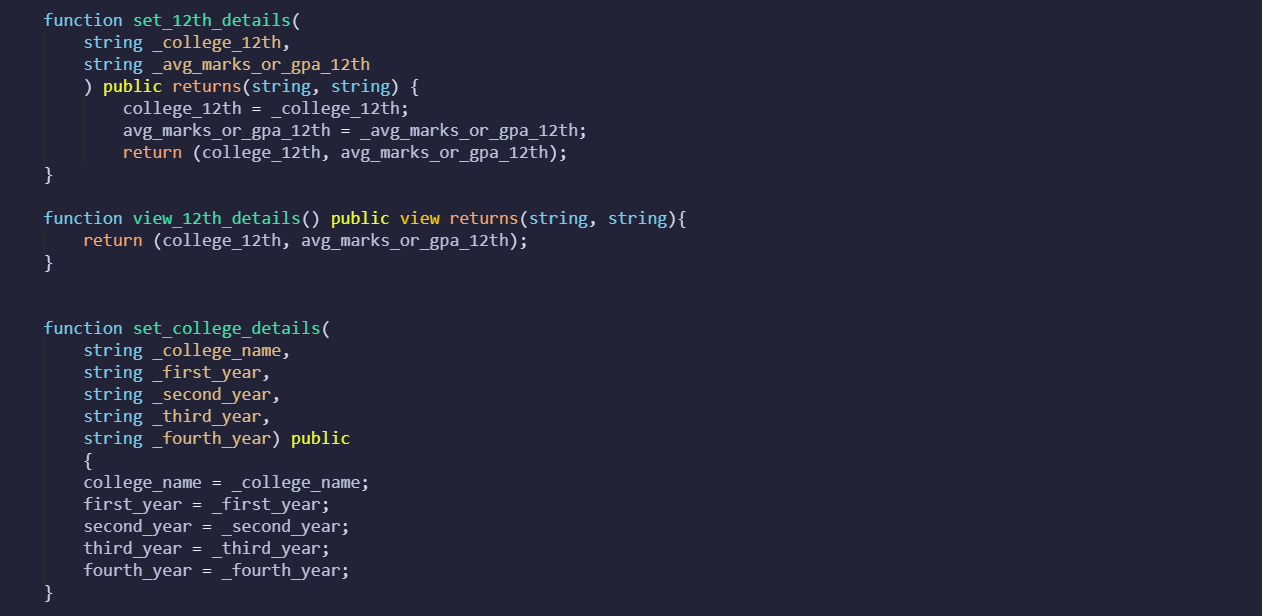 function set_12th_details(
string _college_12th,
string _avg_marks_or_gpa_12th
) public returns(string, string) {
college_12th = _college_12th;
avg_marks_or_gpa_12th = _avg_marks_or_gpa_12th;
return (college_12th, avg_marks_or_gpa_12th);
}
function view_12th_details() public view returns(string, string){
return (college_12th, avg_marks_or_gpa_12th);
}
function set_college_details(
string _college_name,
string _first_year,
string _second_year,
string _third_year,
string _fourth_year) public
{
college_name = _college_name;
first_year = _first_year;
second_year = _second_year;
third_year = _third_year;
fourth_year = _fourth_year;
}